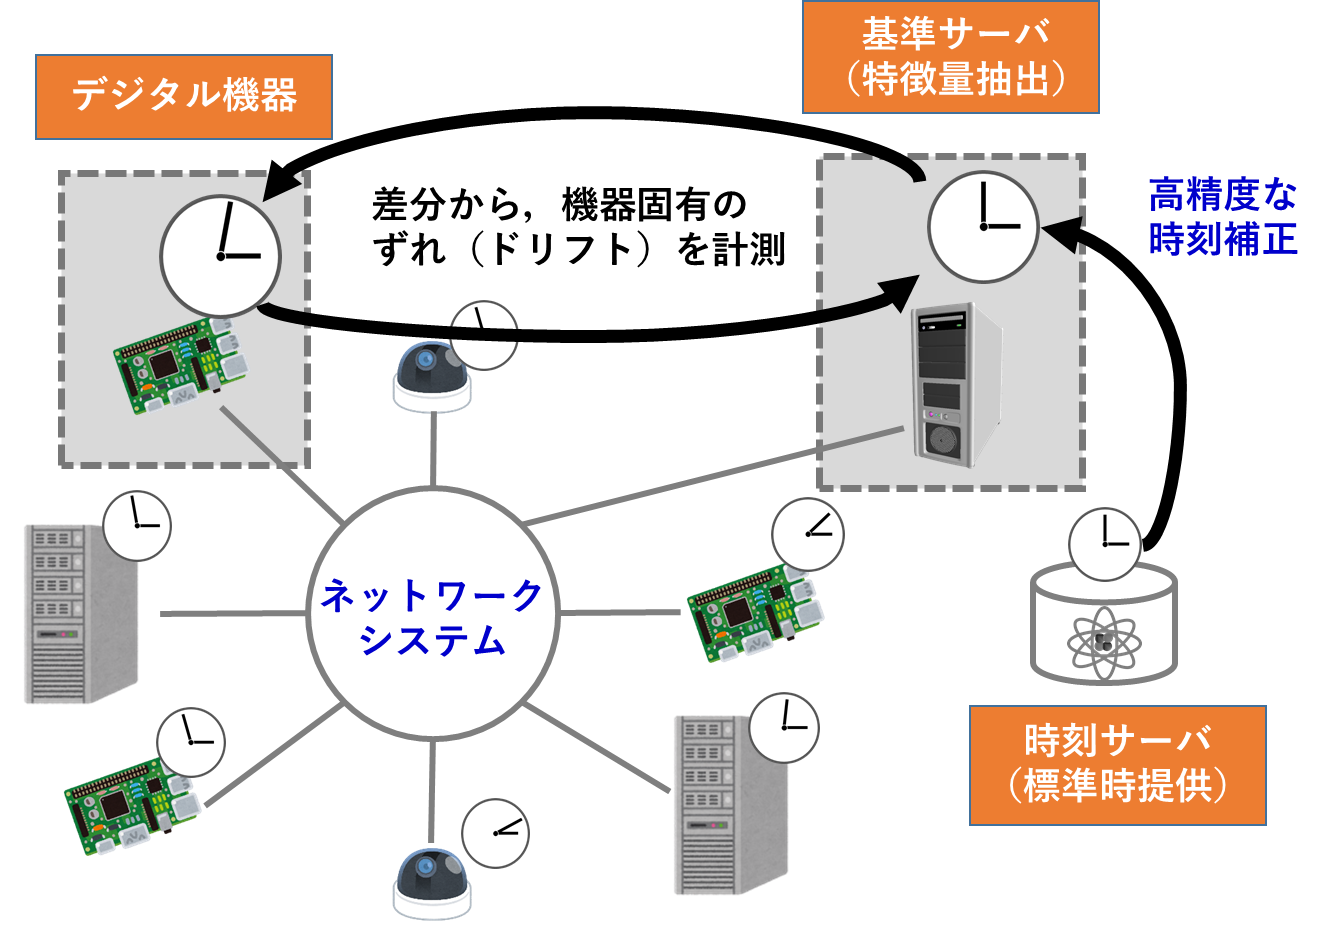 基準サーバ
（特徴量抽出）
デジタル機器
差分から，機器固有の
ずれ（ドリフト）を計測
高精度な
時刻補正
ネットワーク
システム
時刻サーバ
（標準時提供）